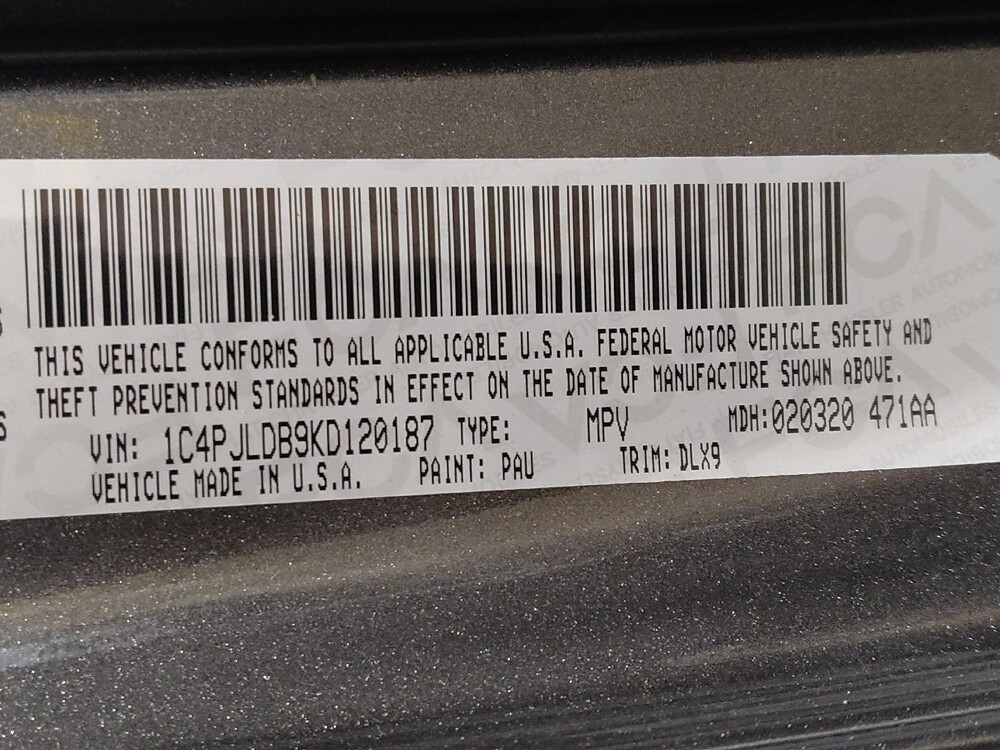 THIS VEHICLE CONFORMS TO ALL APPLICABLE U.S.A. FEDERAL MOTOR VEHICLE SAFETY AND
THEFT PREVENTION STANDARDS IN EFFECT ON THE DATE OF MANUFACTURE SHOWN ABOVE.
VIN: 1C4PJLDB9KD120187 TYPE: MPV MDH:020320 471AA
VEHICLE MADE IN U.S.A. PAINT: PAU TRIM: DLX9